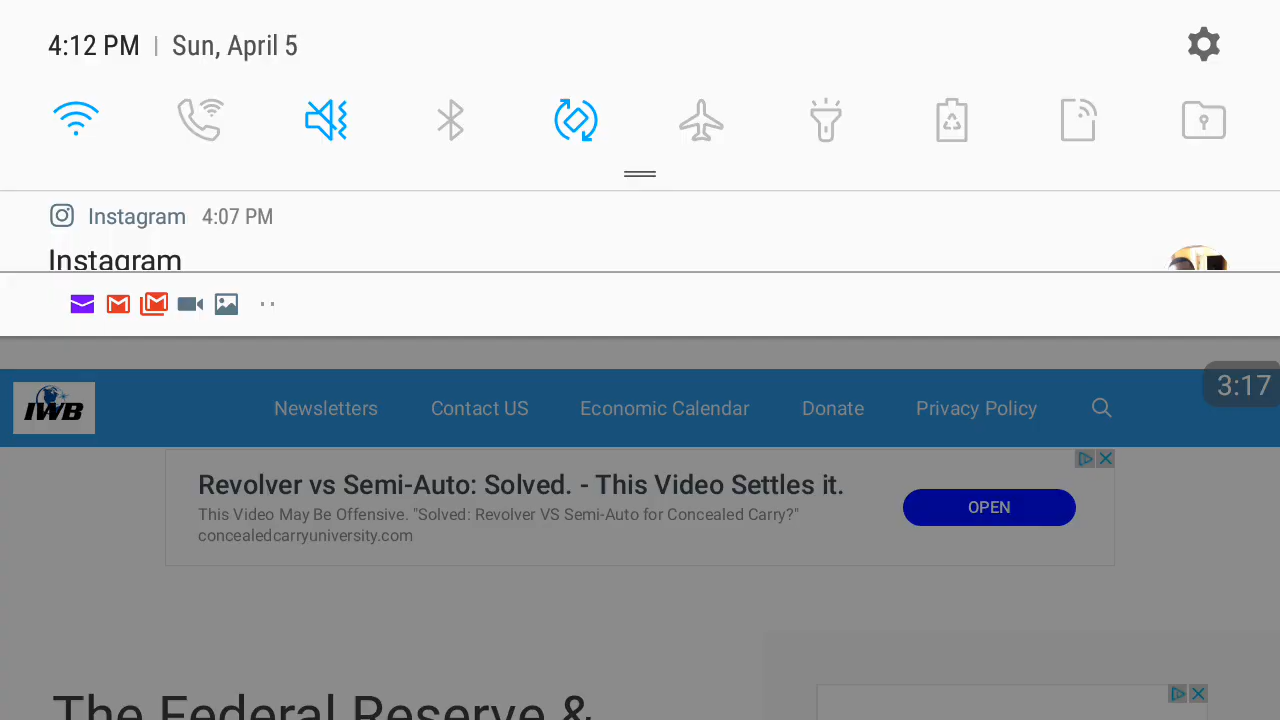 4:12 PM | Sun, April 5
Instagram 4:07 PM
Instagram
3:17
IWB Newsletters Contact US Economic Calendar Donate Privacy Policy
Revolver vs Semi-Auto: Solved. - This Video Settles it.
This Video May Be Offensive. "Solved: Revolver VS Semi-Auto for Concealed Carry?"
concealedcarryuniversity.com
OPEN
The Federal Reserve &